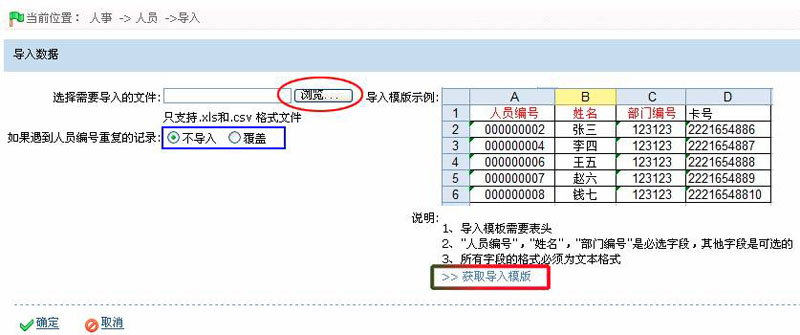 当前位置： 人事 -> 人员 ->导入
导入数据
选择需要导入的文件: 浏览...
只支持.xls和.csv 格式文件
如果遇到人员编号重复的记录: 不导入 覆盖
导入模版示例:
A B C D
1 人员编号 姓名 部门编号 卡号
2 000000002 张三 123123 2221654886
3 000000004 李四 123123 2221654887
4 000000006 王五 123123 2221654888
5 000000007 赵六 123123 2221654889
6 000000008 钱七 123123 22216548810
说明:
1、导入模板需要表头
2、"人员编号"，"姓名"，"部门编号"是必选字段，其他字段是可选的
3、所有字段的格式必须为文本格式
>> 获取导入模版
确定 取消